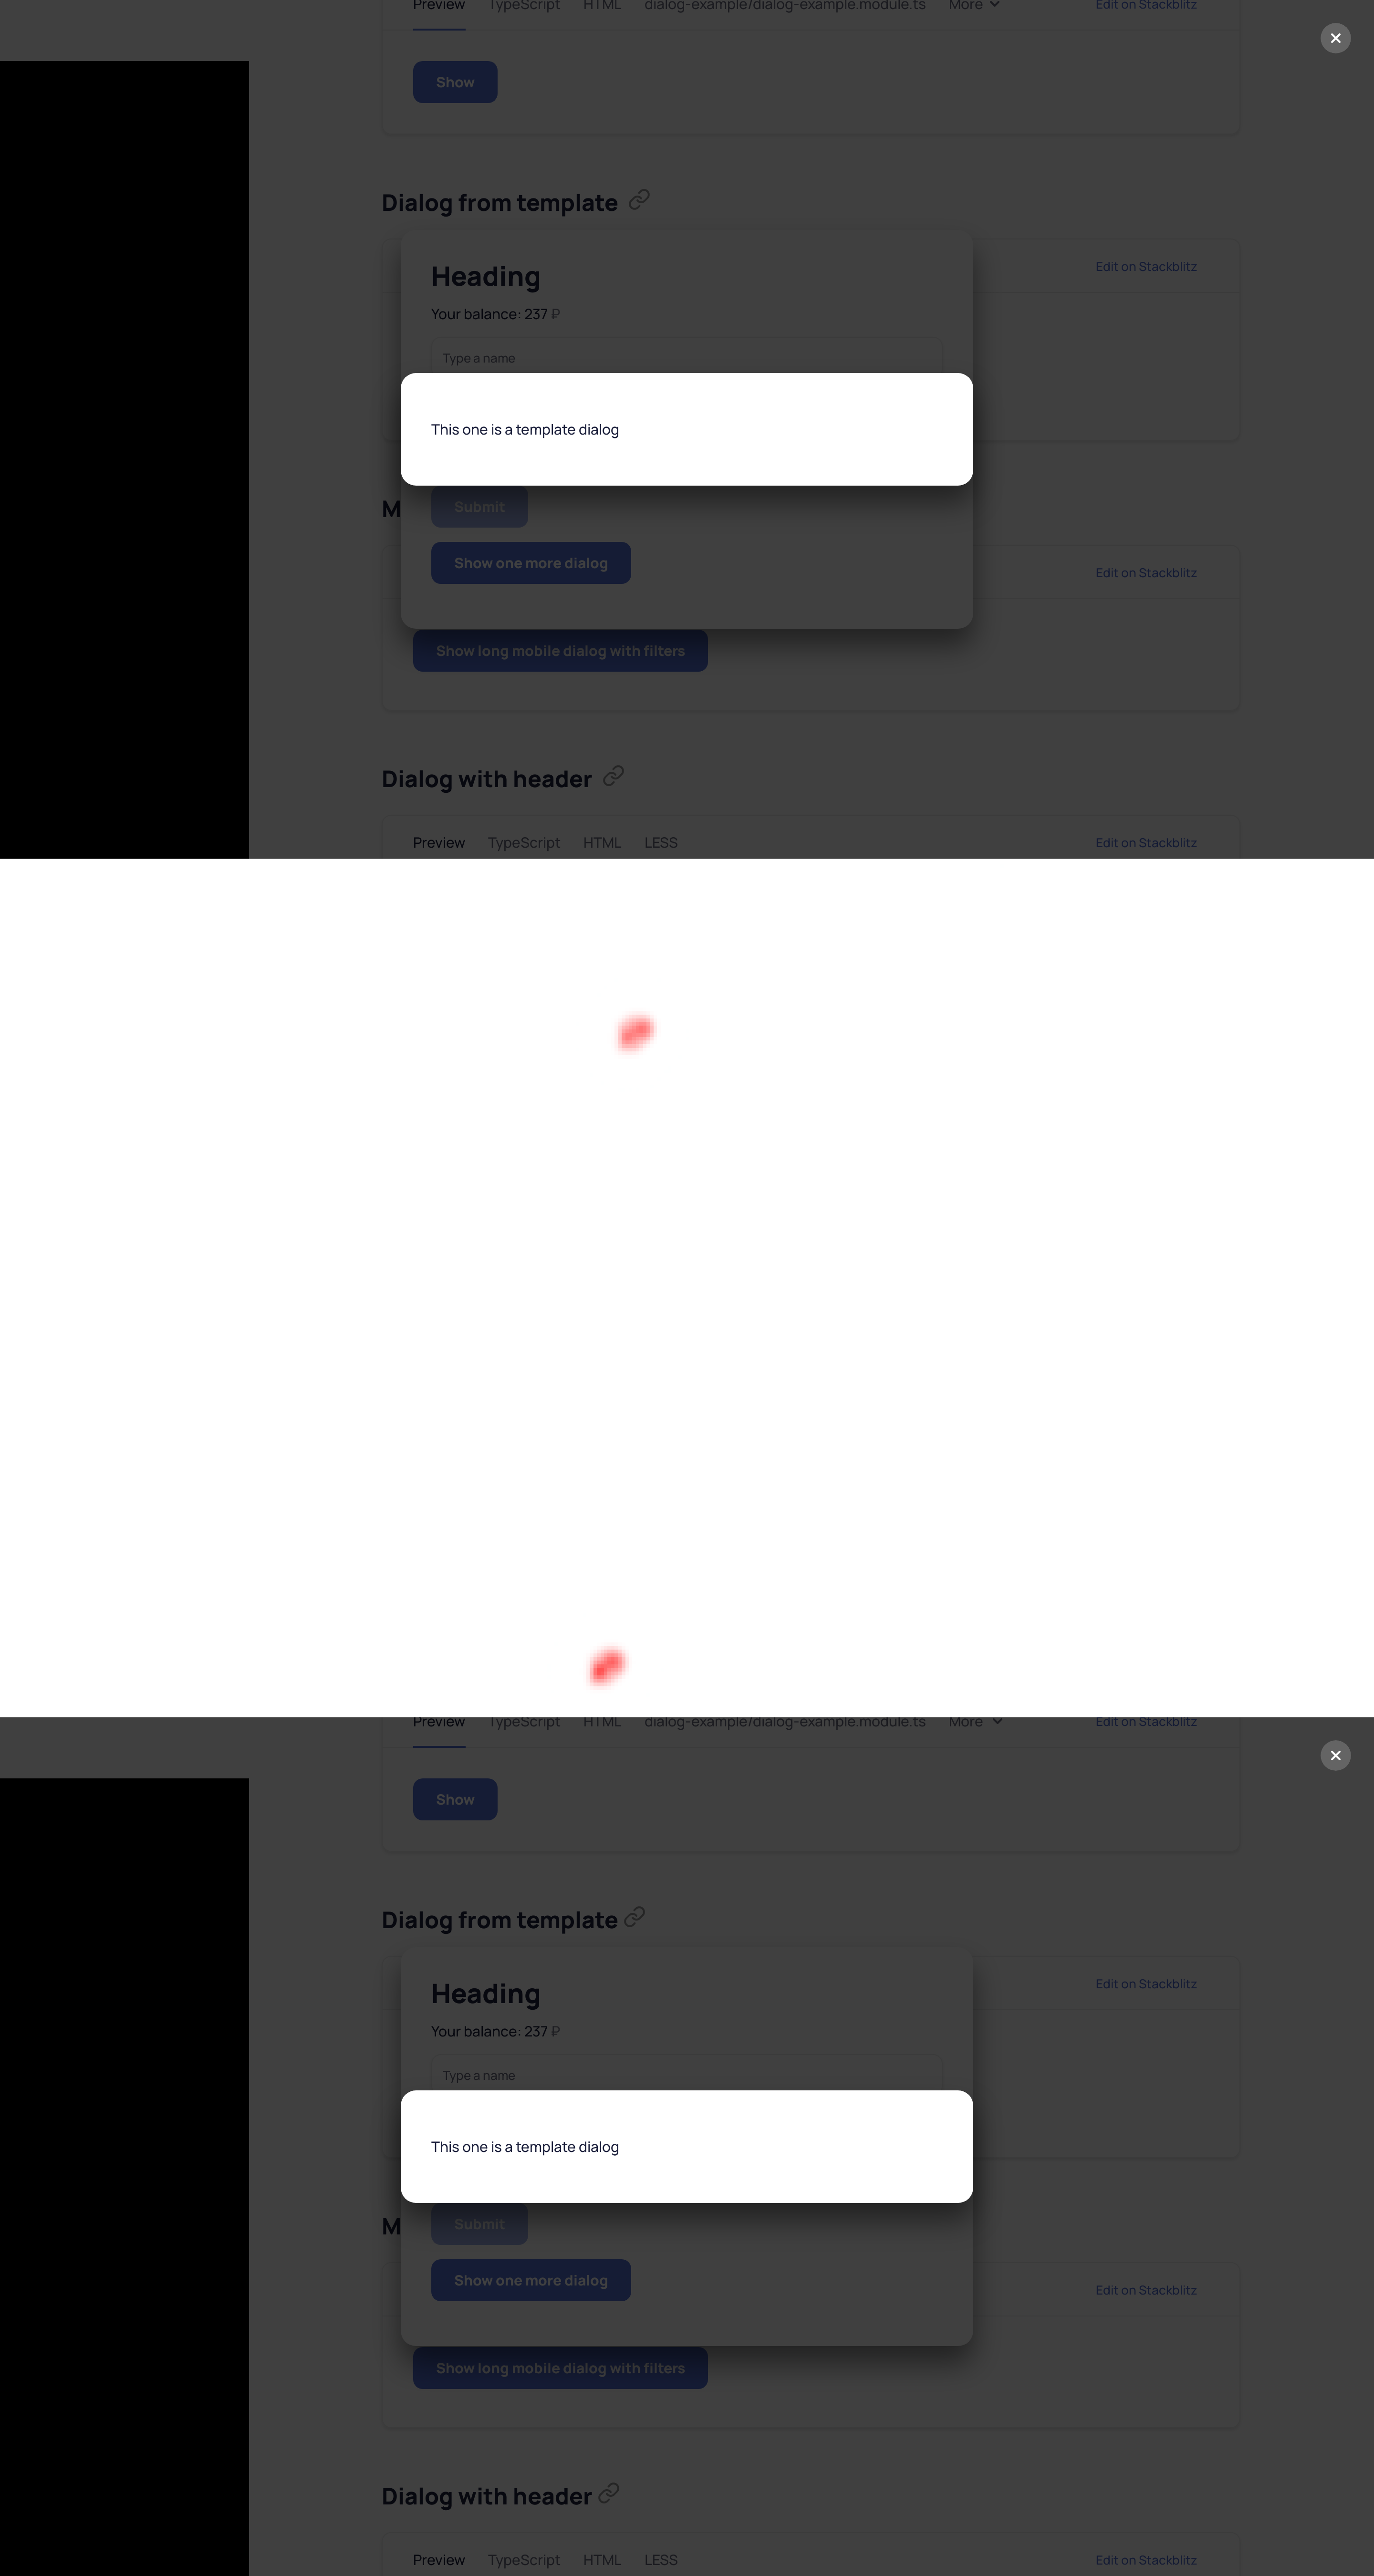 Preview TypeScript HTML dialog-example/dialog-example.module.ts More Edit on Stackblitz
Show
Dialog from template
Edit on Stackblitz
Heading
Your balance: 237 ₽
Type a name
This one is a template dialog
M
Submit
Show one more dialog
Edit on Stackblitz
Show long mobile dialog with filters
Dialog with header
Preview TypeScript HTML LESS Edit on Stackblitz
Preview TypeScript HTML dialog-example/dialog-example.module.ts More Edit on Stackblitz
Show
Dialog from template
Edit on Stackblitz
Heading
Your balance: 237 ₽
Type a name
This one is a template dialog
M
Submit
Show one more dialog
Edit on Stackblitz
Show long mobile dialog with filters
Dialog with header
Preview TypeScript HTML LESS Edit on Stackblitz